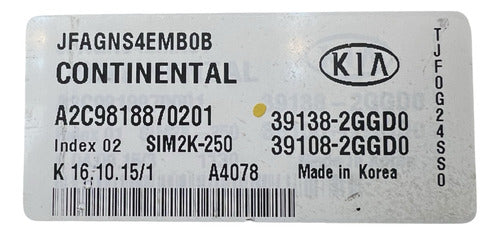 JFAGNS4EMB0B
CONTINENTAL
KIA
A2C9818870201
39138-2GGD0
Index 02 SIM2K-250
39108-2GGD0
K 16.10.15/1 A4078
Made in Korea
TJF0G24SS0